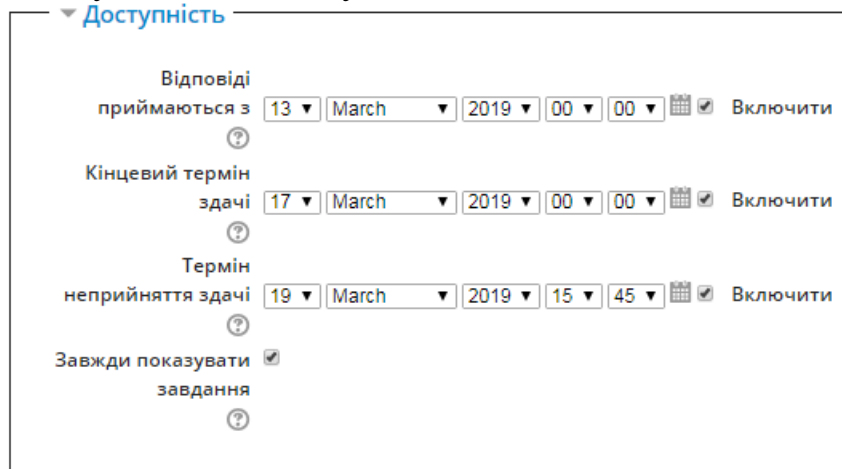 Доступність
Відповіді
приймаються з 13 March 2019 00 00 Включити
Кінцевий термін
здачі 17 March 2019 00 00 Включити
Термін
неприйняття здачі 19 March 2019 15 45 Включити
Завжди показувати
завдання